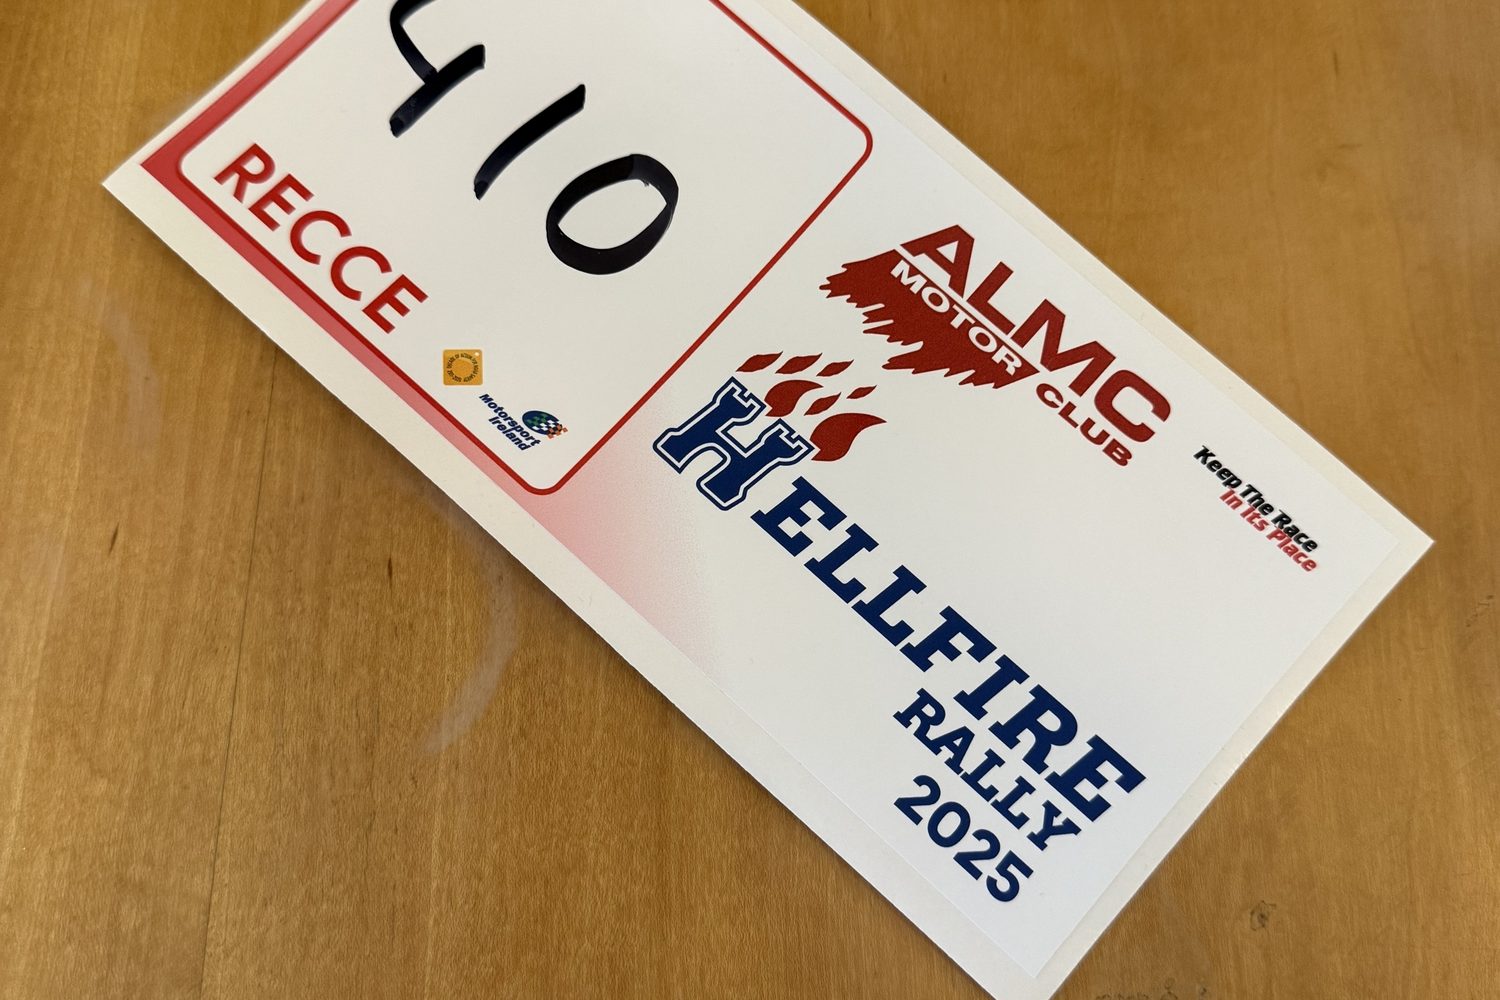 410
RECCE
Motorsport
Ireland
ALMC
MOTOR CLUB
Keep The Race
In Its Place
HELLFIRE
RALLY
2025